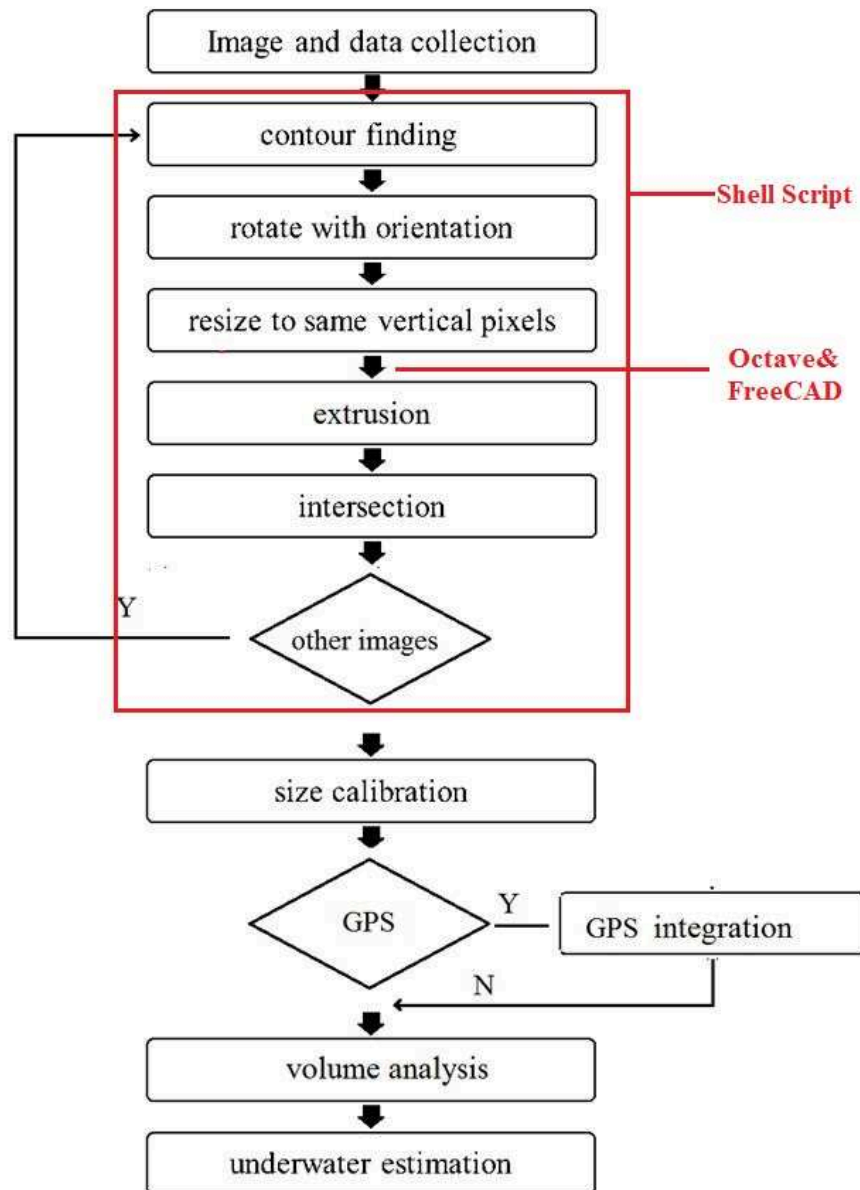 Image and data collection
contour finding
Shell Script
rotate with orientation
resize to same vertical pixels
Octave&
FreeCAD
extrusion
intersection
Y
other images
size calibration
GPS
Y
GPS integration
N
volume analysis
underwater estimation